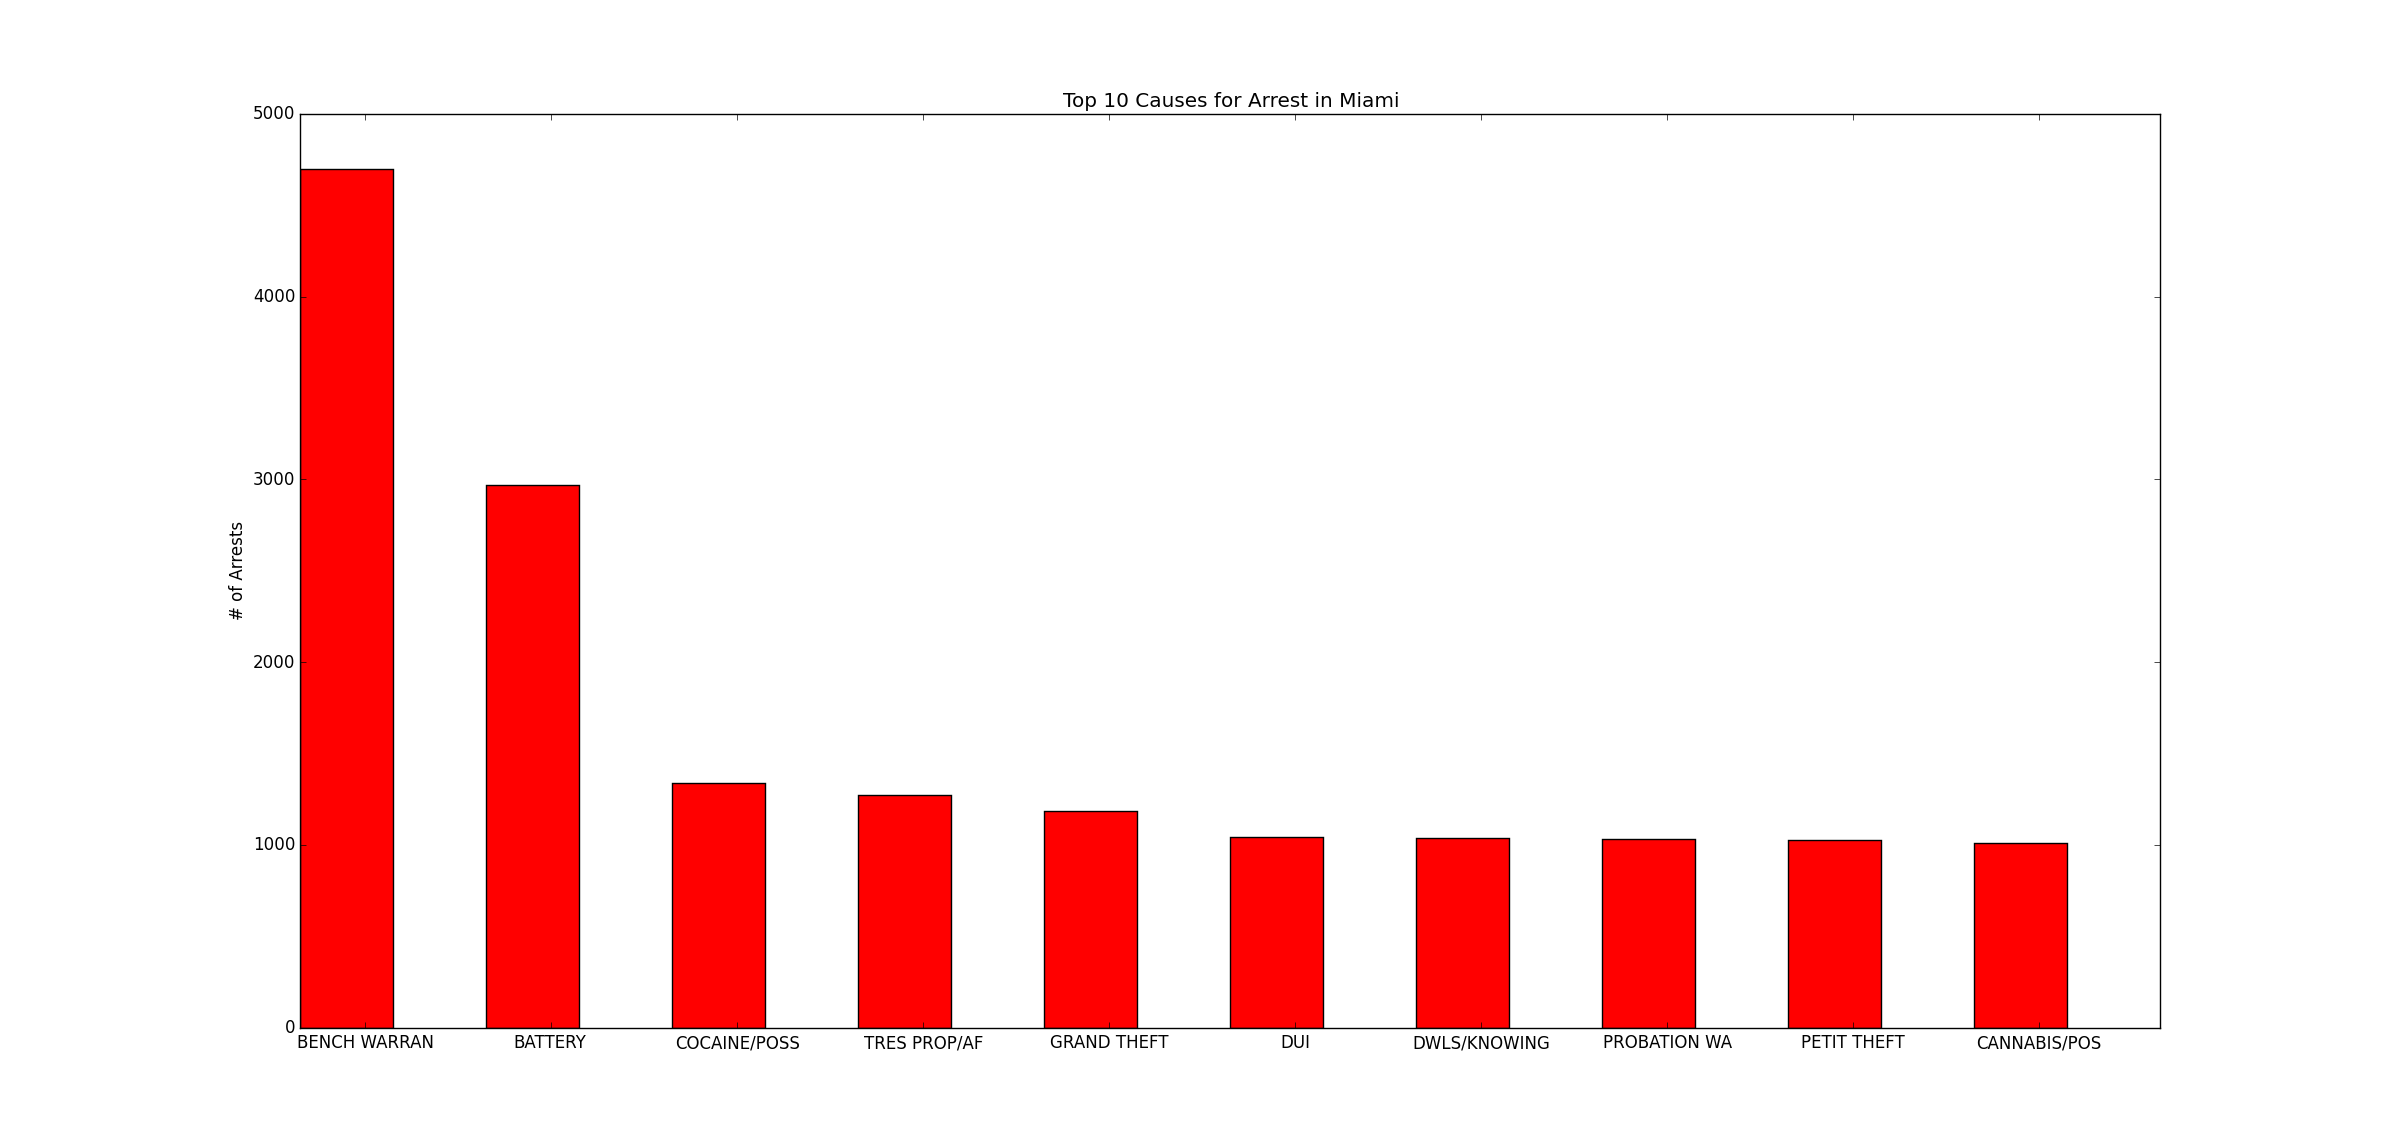 Top 10 Causes for Arrest in Miami
5000
4000
3000
2000
1000
0
# of Arrests
BENCH WARRAN BATTERY COCAINE/POSS TRES PROP/AF GRAND THEFT DUI DWLS/KNOWING PROBATION WA PETIT THEFT CANNABIS/POS